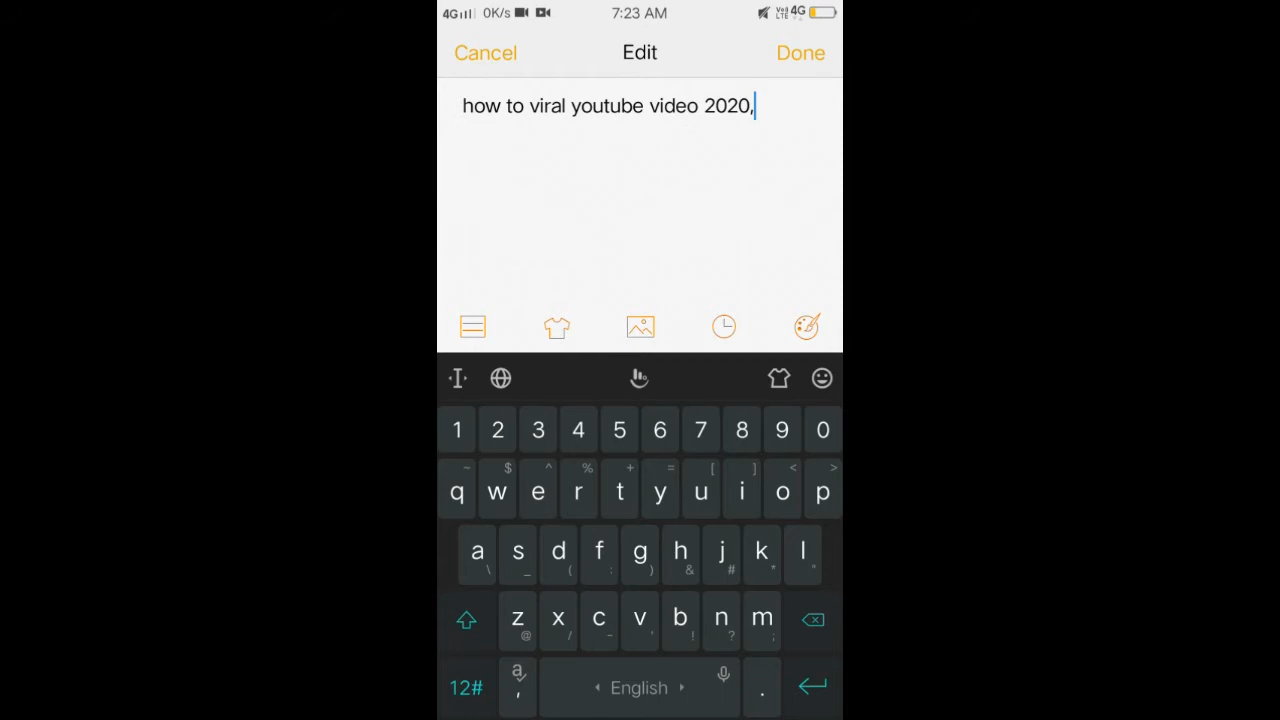 4G 0K/s 7:23 AM VoLTE 4G
Cancel Edit Done
how to viral youtube video 2020,
1 2 3 4 5 6 7 8 9 0
~ $ ^ % + = [ ] < >
q w e r t y u i o p
a s d f g h j k l
\ _ ( : ) & # * "
z x c v b n m
@ / - ' ! ? ;
12# a , English .